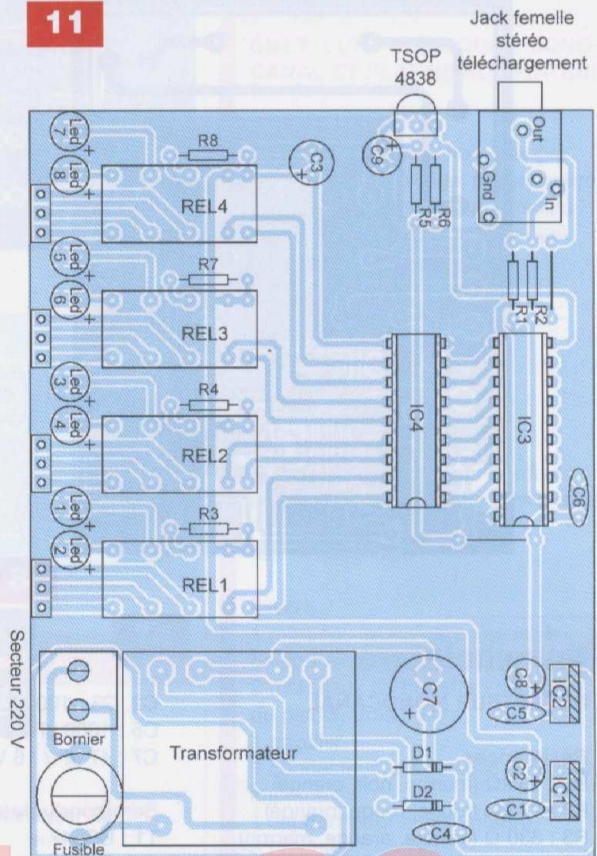 11
Jack femelle
stéréo
téléchargement
TSOP
4838
Led
7
R8
C3
C9
Out
Led
8
REL4
R5
R6
Gnd
In
Led
5
R7
Led
6
REL3
R1
R2
Led
3
R4
Led
4
REL2
IC4
IC3
C6
Led
1
R3
Led
2
REL1
Secteur 220 V
C7
C8
IC2
C5
Bornier
Transformateur
D1
C2
IC1
D2
C1
C4
Fusible